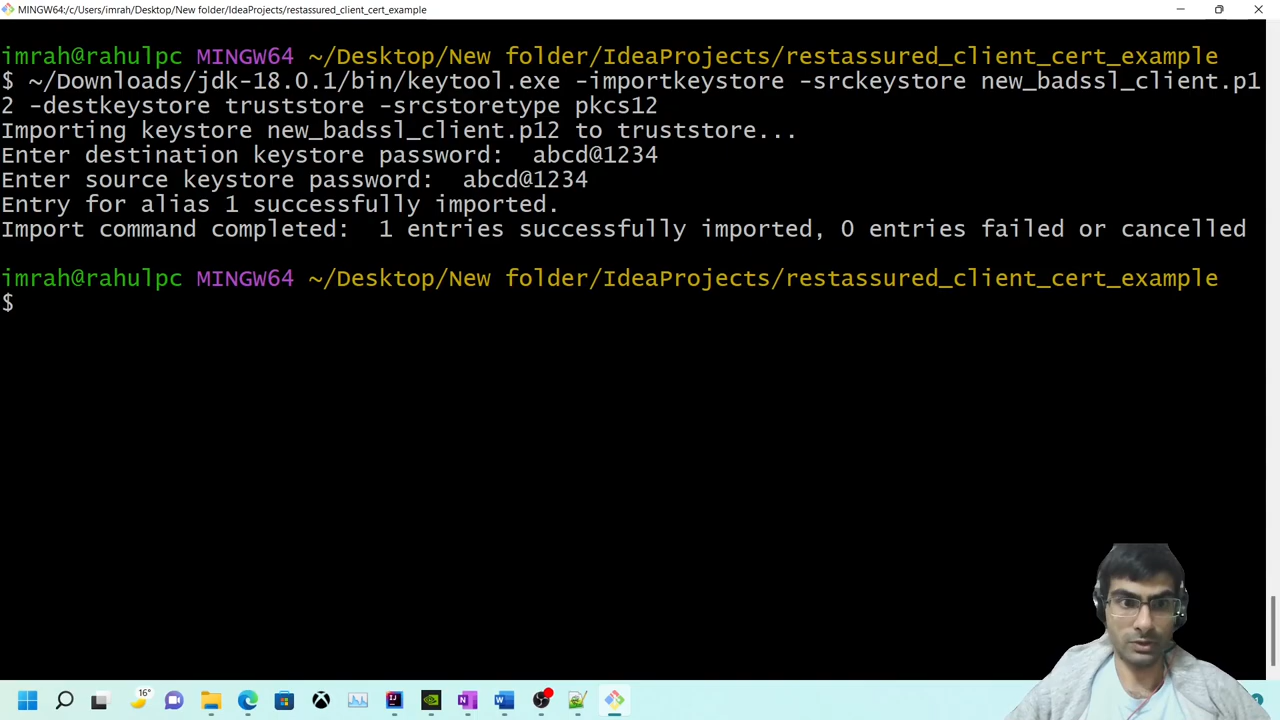 MINGW64:/c/Users/imrah/Desktop/New folder/IdeaProjects/restassured_client_cert_example
imrah@rahulpc MINGW64 ~/Desktop/New folder/IdeaProjects/restassured_client_cert_example
$ ~/Downloads/jdk-18.0.1/bin/keytool.exe -importkeystore -srckeystore new_badssl_client.p1
2 -destkeystore truststore -srcstoretype pkcs12
Importing keystore new_badssl_client.p12 to truststore...
Enter destination keystore password:  abcd@1234
Enter source keystore password:  abcd@1234
Entry for alias 1 successfully imported.
Import command completed:  1 entries successfully imported, 0 entries failed or cancelled
imrah@rahulpc MINGW64 ~/Desktop/New folder/IdeaProjects/restassured_client_cert_example
$
16°